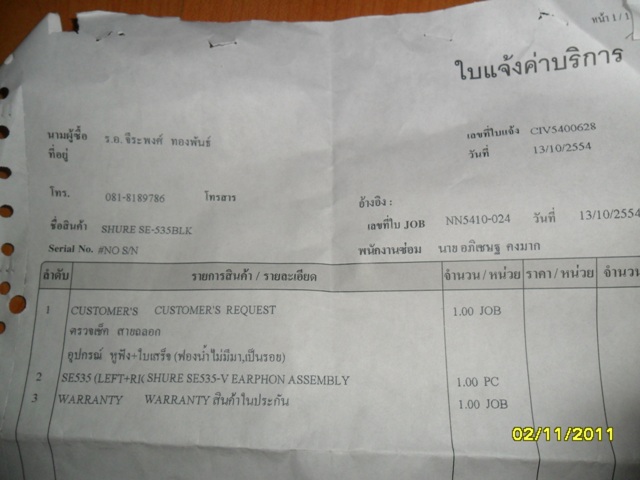 หน้า 1 / 1
ใบแจ้งค่าบริการ
นามผู้ซื้อ ร.อ. จีระพงศ์ ทองพันธ์
เลขที่ใบแจ้ง CIV5400628
ที่อยู่
วันที่ 13/10/2554
โทร. 081-8189786 โทรสาร
อ้างอิง :
ชื่อสินค้า SHURE SE-535BLK
เลขที่ใบ JOB NN5410-024 วันที่ 13/10/2554
Serial No. #NO S/N
พนักงานซ่อม นาย อภิเชษฐ คงมาก
ลำดับ รายการสินค้า / รายละเอียด จำนวน / หน่วย ราคา / หน่วย จำนวน
1 CUSTOMER'S CUSTOMER'S REQUEST 1.00 JOB
ตรวจเช็ค สายถลอก
อุปกรณ์ หูฟัง+ใบเสร็จ (ฟองน้ำไม่มีมา,เป็นรอย)
2 SE535 (LEFT+RIG SHURE SE535-V EARPHON ASSEMBLY 1.00 PC
3 WARRANTY WARRANTY สินค้าในประกัน 1.00 JOB
02/11/2011